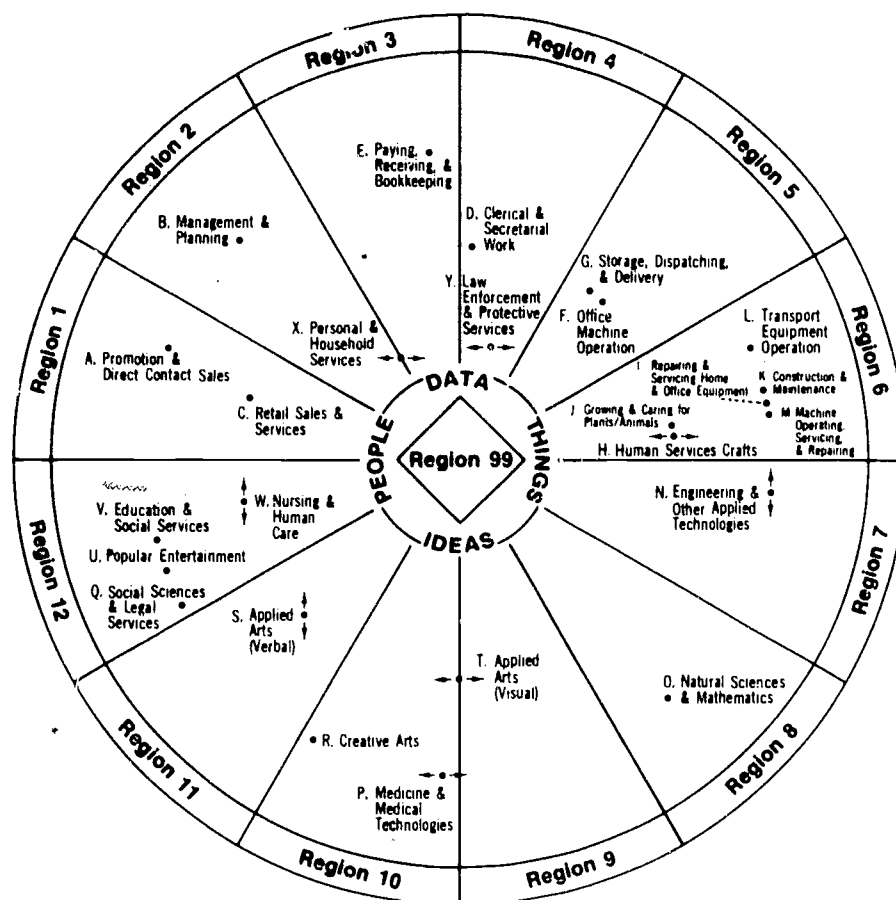 Region 3
Region 4
Region 2
Region 5
Region 1
Region 6
E. Paying,
Receiving, &
Bookkeeping
B. Management &
Planning
D. Clerical &
Secretarial
Work
G. Storage, Dispatching,
& Delivery
Y. Law
Enforcement
& Protective
Services
F. Office
Machine
Operation
L. Transport
Equipment
Operation
X. Personal &
Household
Services
A. Promotion &
Direct Contact Sales
I Repairing &
Servicing Home
& Office Equipment
K Construction &
Maintenance
C. Retail Sales &
Services
J Growing & Caring for
Plants/Animals
M Machine
Operating,
Servicing,
& Repairing
H. Human Services Crafts
DATA
PEOPLE
THINGS
IDEAS
Region 99
V. Education &
Social Services
W. Nursing &
Human
Care
N. Engineering &
Other Applied
Technologies
U. Popular Entertainment
Q. Social Sciences
& Legal
Services
S. Applied
Arts
(Verbal)
T. Applied
Arts
(Visual)
O. Natural Sciences
& Mathematics
R. Creative Arts
P. Medicine &
Medical
Technologies
Region 12
Region 7
Region 11
Region 8
Region 10
Region 9